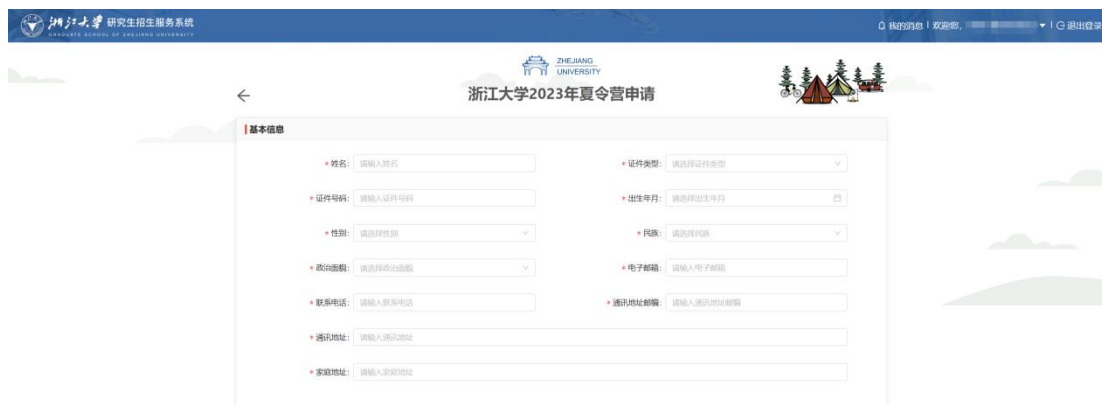 浙江大学 研究生招生服务系统
GRADUATE SCHOOL OF ZHEJIANG UNIVERSITY
我的消息 | 欢迎您, | 退出登录
ZHEJIANG
UNIVERSITY
浙江大学2023年夏令营申请
基本信息
* 姓名: 请输入姓名 * 证件类型: 请选择证件类型
* 证件号码: 请输入证件号码 * 出生年月: 请选择出生年月
* 性别: 请选择性别 * 民族: 请选择民族
* 政治面貌: 请选择政治面貌 * 电子邮箱: 请输入电子邮箱
* 联系电话: 请输入联系电话 * 通讯地址邮编: 请输入通讯地址邮编
* 通讯地址: 请输入通讯地址
* 家庭地址: 请输入家庭地址